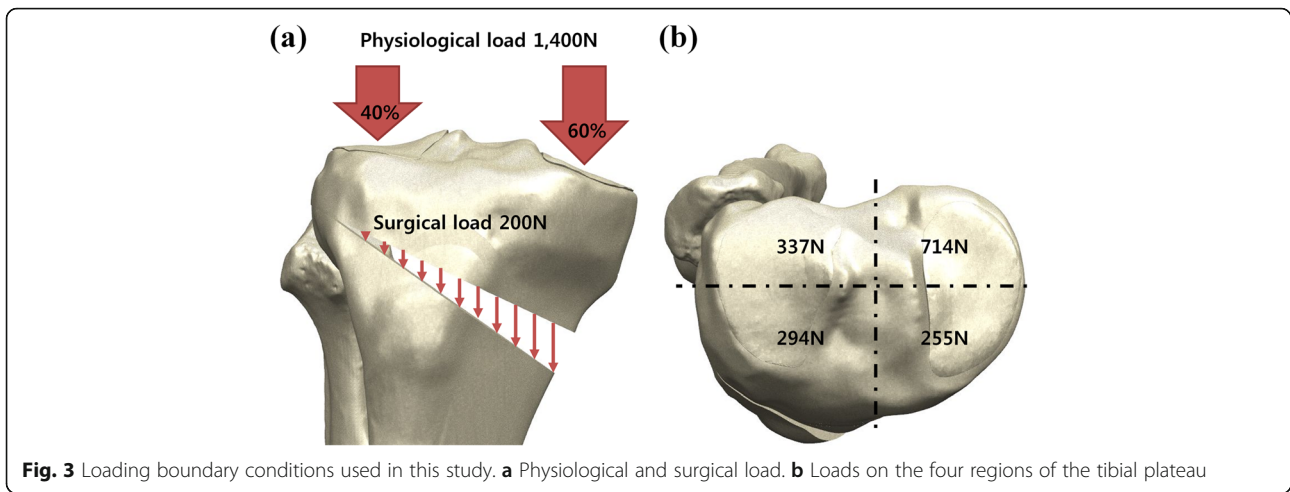 (a)
Physiological load 1,400N
40%
60%
Surgical load 200N
(b)
337N
714N
294N
255N
Fig. 3 Loading boundary conditions used in this study. a Physiological and surgical load. b Loads on the four regions of the tibial plateau